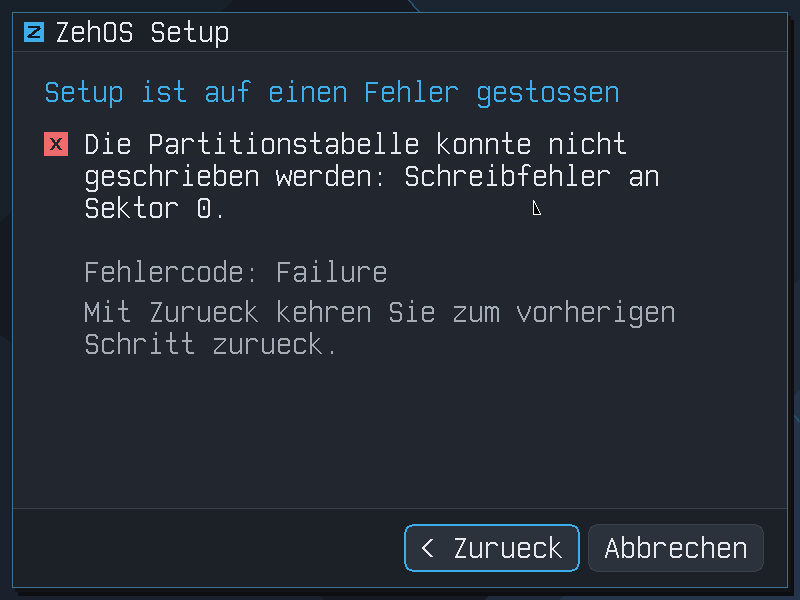 Z ZehOS Setup
Setup ist auf einen Fehler gestossen
x Die Partitionstabelle konnte nicht
geschrieben werden: Schreibfehler an
Sektor 0.
Fehlercode: Failure
Mit Zurueck kehren Sie zum vorherigen
Schritt zurueck.
< Zurueck Abbrechen